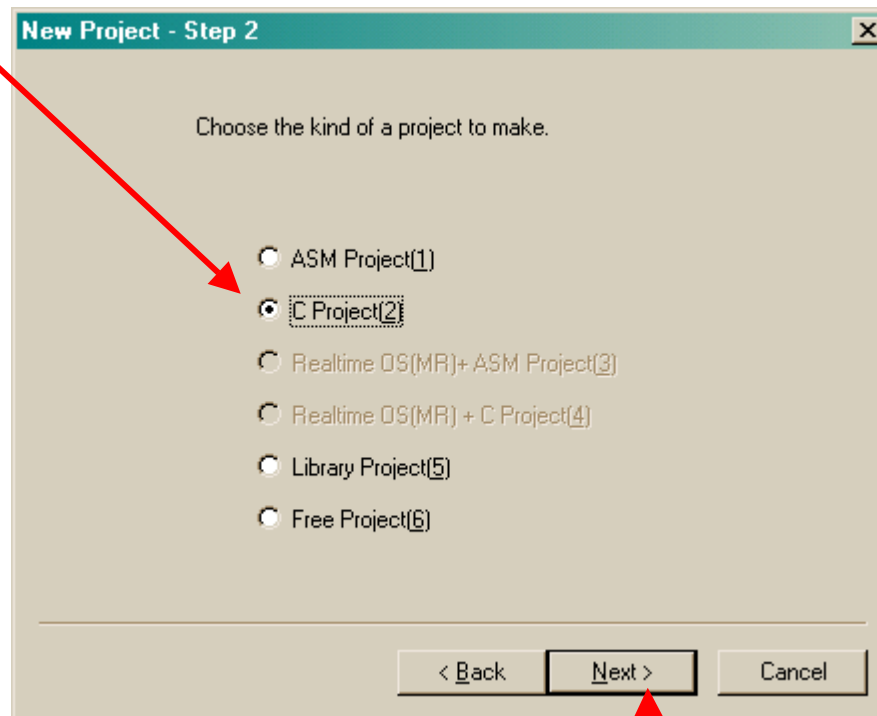 New Project - Step 2
Choose the kind of a project to make.
ASM Project(1)
C Project(2)
Realtime OS(MR)+ ASM Project(3)
Realtime OS(MR) + C Project(4)
Library Project(5)
Free Project(6)
< Back Next > Cancel